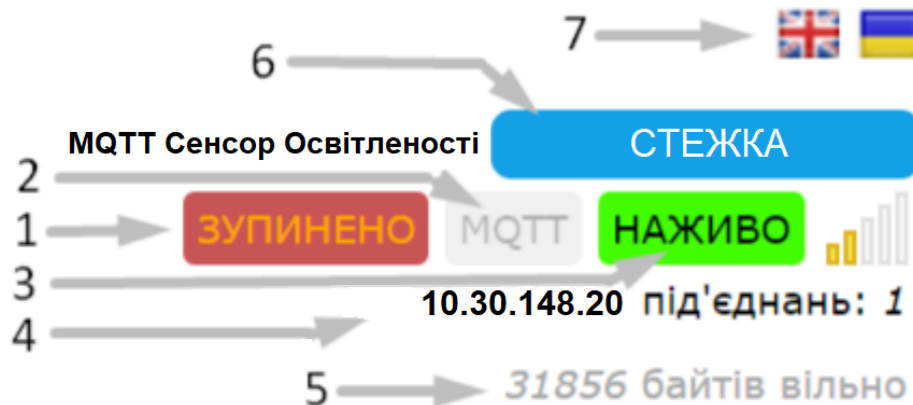 7
6
MQTT Сенсор Освітленості СТЕЖКА
2
1 ЗУПИНЕНО MQTT НАЖИВО
3
10.30.148.20 під'єднань: 1
4
5 31856 байтів вільно